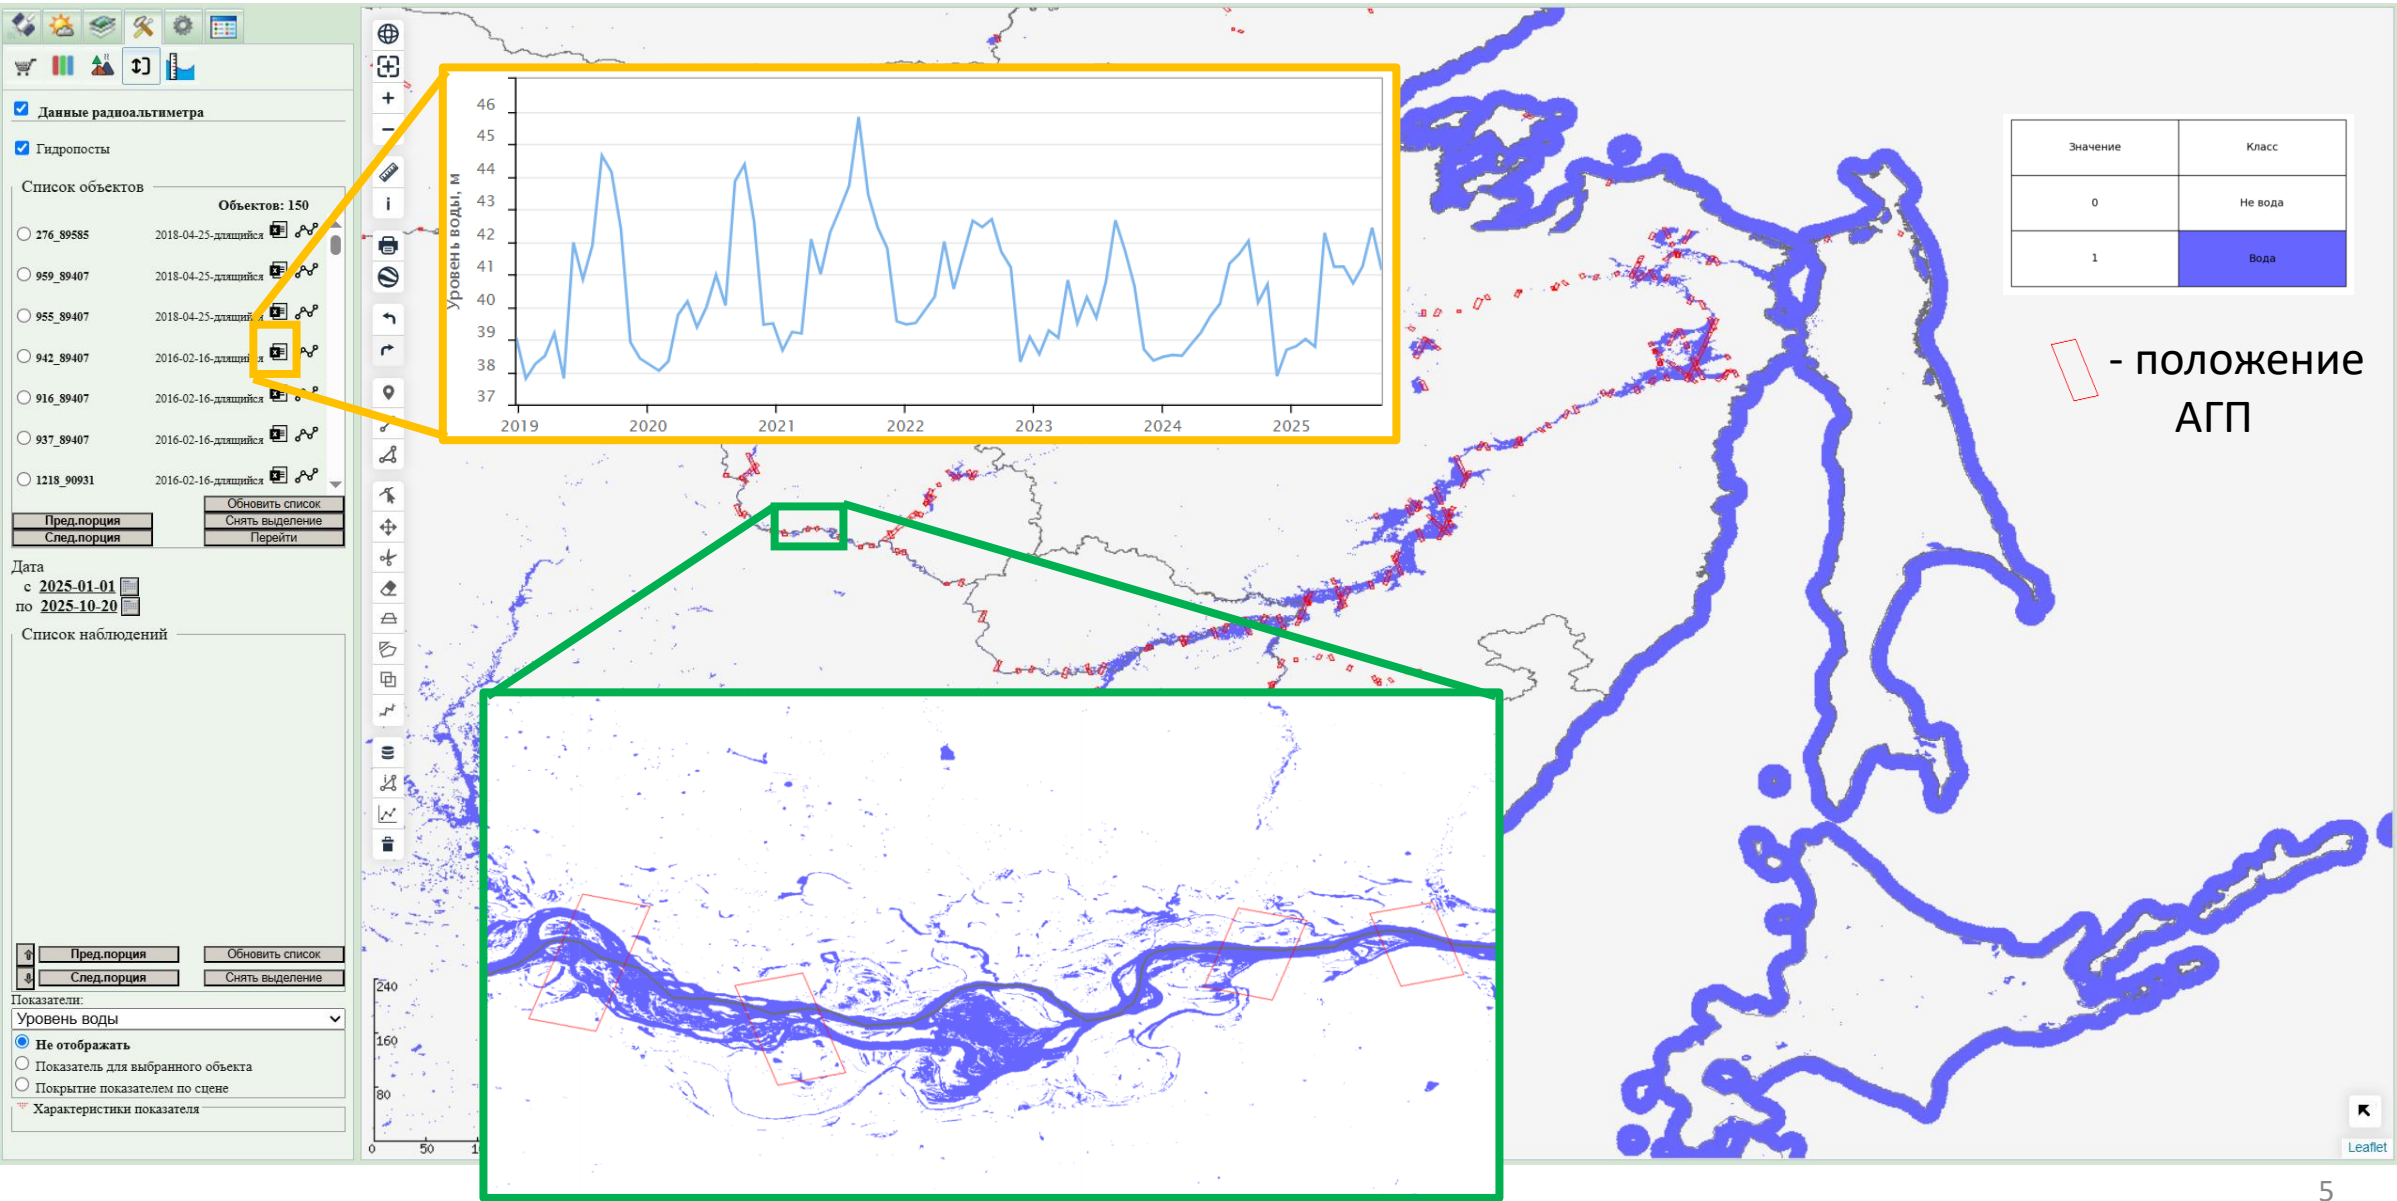 Данные радиоальтиметра
Гидропосты
Список объектов
Объектов: 150
276_89585 2018-04-25-длящийся
959_89407 2018-04-25-длящийся
955_89407 2018-04-25-длящийся
942_89407 2016-02-16-длящийся
916_89407 2016-02-16-длящийся
937_89407 2016-02-16-длящийся
1218_90931 2016-02-16-длящийся
Обновить список
Пред.порция Снять выделение
След.порция Перейти
Дата
с 2025-01-01
по 2025-10-20
Список наблюдений
Пред.порция Обновить список
След.порция Снять выделение
Показатели:
Уровень воды
Не отображать
Показатель для выбранного объекта
Покрытие показателем по сцене
Характеристики показателя
Уровень воды, м
46
45
44
43
42
41
40
39
38
37
2019 2020 2021 2022 2023 2024 2025
Значение Класс
0 Не вода
1 Вода
- положение
АГП
240
160
80
0 50 1
Leaflet
5